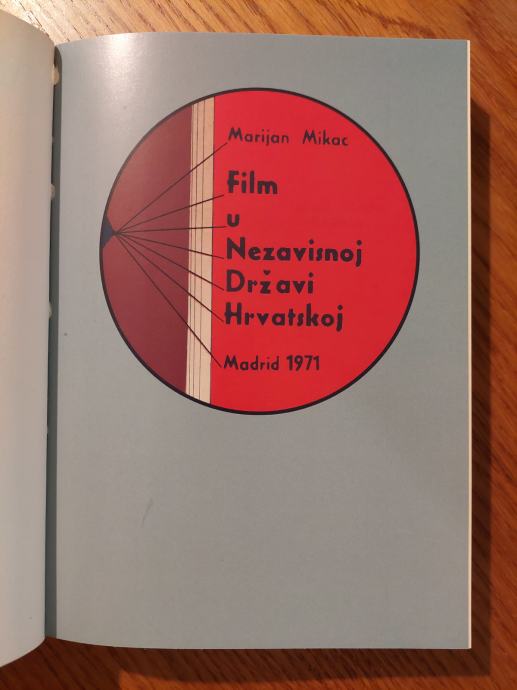 Marijan Mikac
Film
u
Nezavisnoj
Državi
Hrvatskoj
Madrid 1971